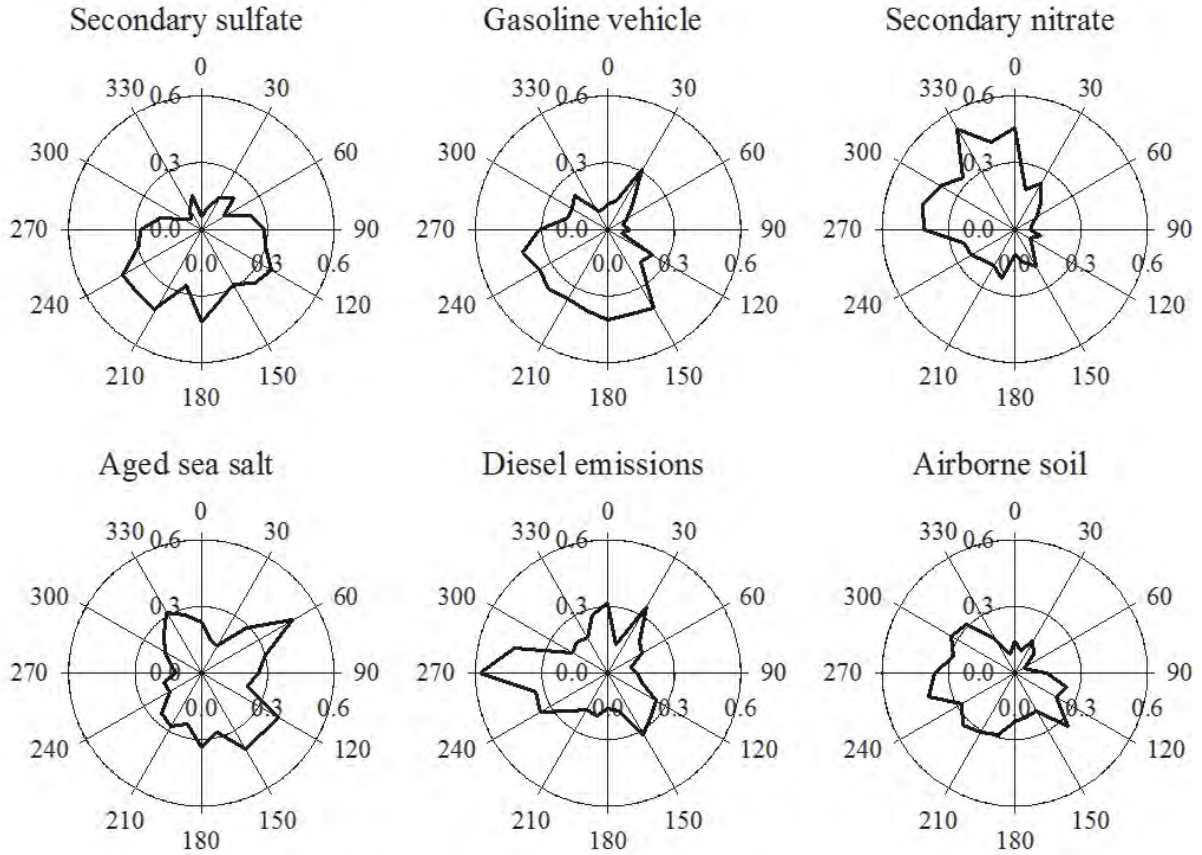 Secondary sulfate Gasoline vehicle Secondary nitrate
0 0 0
330 0.6 30 330 0.6 30 330 0.6 30
300 0.3 60 300 0.3 60 300 0.3 60
270 0.0 90 270 0.0 90 270 0.0 90
0.0 0.3 0.6 0.0 0.3 0.6 0.0 0.3 0.6
240 120 240 120 240 120
210 150 210 150 210 150
180 180 180
Aged sea salt Diesel emissions Airborne soil
0 0 0
330 0.6 30 330 0.6 30 330 0.6 30
300 0.3 60 300 0.3 60 300 0.3 60
270 0.0 90 270 0.0 90 270 0.0 90
0.0 0.3 0.6 0.0 0.3 0.6 0.0 0.3 0.6
240 120 240 120 240 120
210 150 210 150 210 150
180 180 180